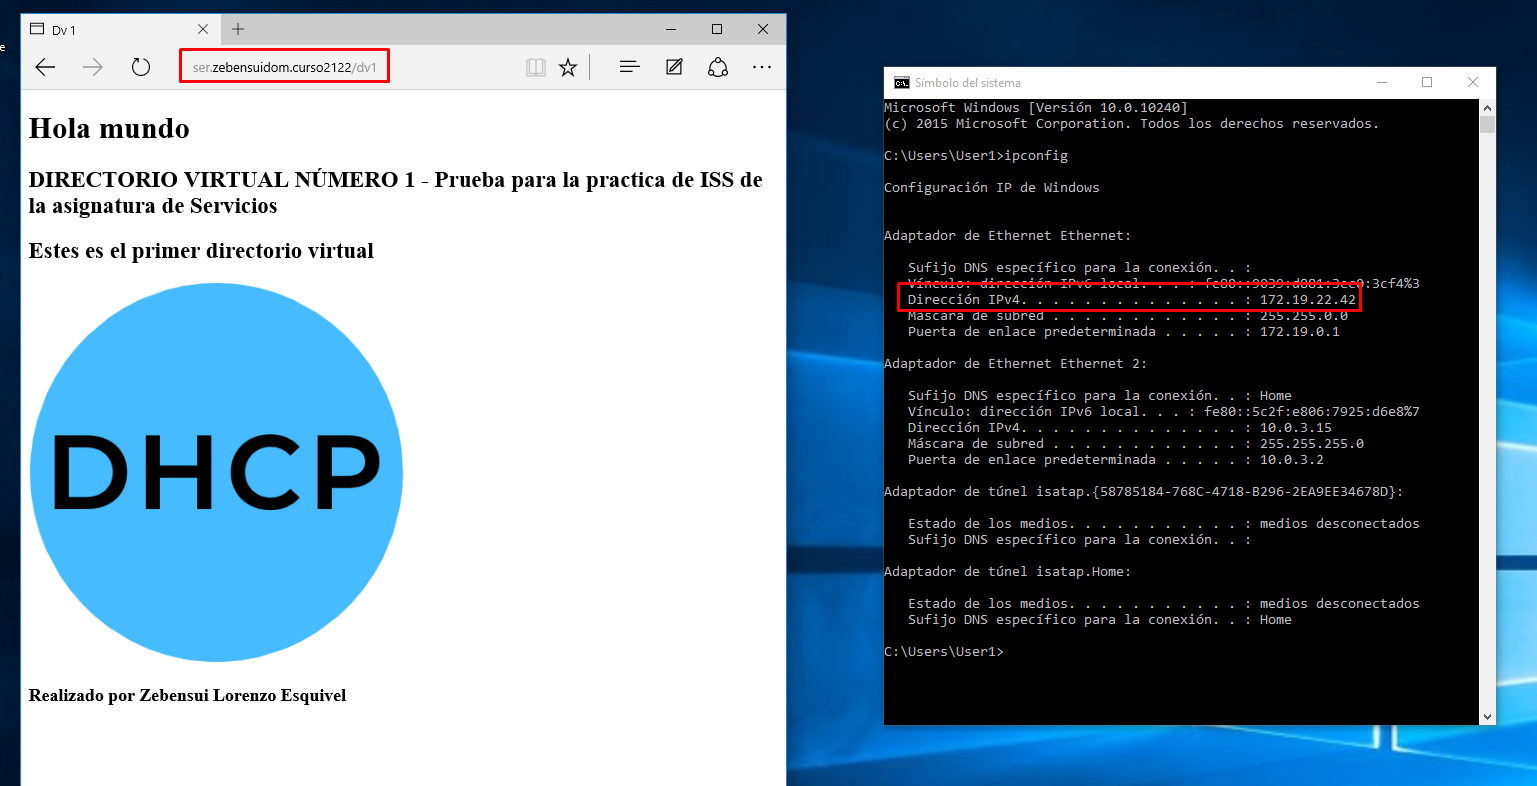 e
Dv 1
ser.zebensuidom.curso2122/dv1
Hola mundo
DIRECTORIO VIRTUAL NÚMERO 1 - Prueba para la practica de ISS de
la asignatura de Servicios
Estes es el primer directorio virtual
DHCP
Realizado por Zebensui Lorenzo Esquivel
Símbolo del sistema
Microsoft Windows [Versión 10.0.10240]
(c) 2015 Microsoft Corporation. Todos los derechos reservados.
C:\Users\User1>ipconfig
Configuración IP de Windows
Adaptador de Ethernet Ethernet:
Sufijo DNS específico para la conexión. . :
Vínculo: dirección IPv6 local. . . :
Dirección IPv4. . . . . . . . . . . . . . : 172.19.22.42
Máscara de subred . . . . . . . . . . . . : 255.255.0.0
Puerta de enlace predeterminada . . . . . : 172.19.0.1
Adaptador de Ethernet Ethernet 2:
Sufijo DNS específico para la conexión. . : Home
Vínculo: dirección IPv6 local. . . : fe80::5c2f:e806:7925:d6e8%7
Dirección IPv4. . . . . . . . . . . . . . : 10.0.3.15
Máscara de subred . . . . . . . . . . . . : 255.255.255.0
Puerta de enlace predeterminada . . . . . : 10.0.3.2
Adaptador de túnel isatap.{58785184-768C-4718-B296-2EA9EE34678D}:
Estado de los medios. . . . . . . . . . . : medios desconectados
Sufijo DNS específico para la conexión. . :
Adaptador de túnel isatap.Home:
Estado de los medios. . . . . . . . . . . : medios desconectados
Sufijo DNS específico para la conexión. . : Home
C:\Users\User1>